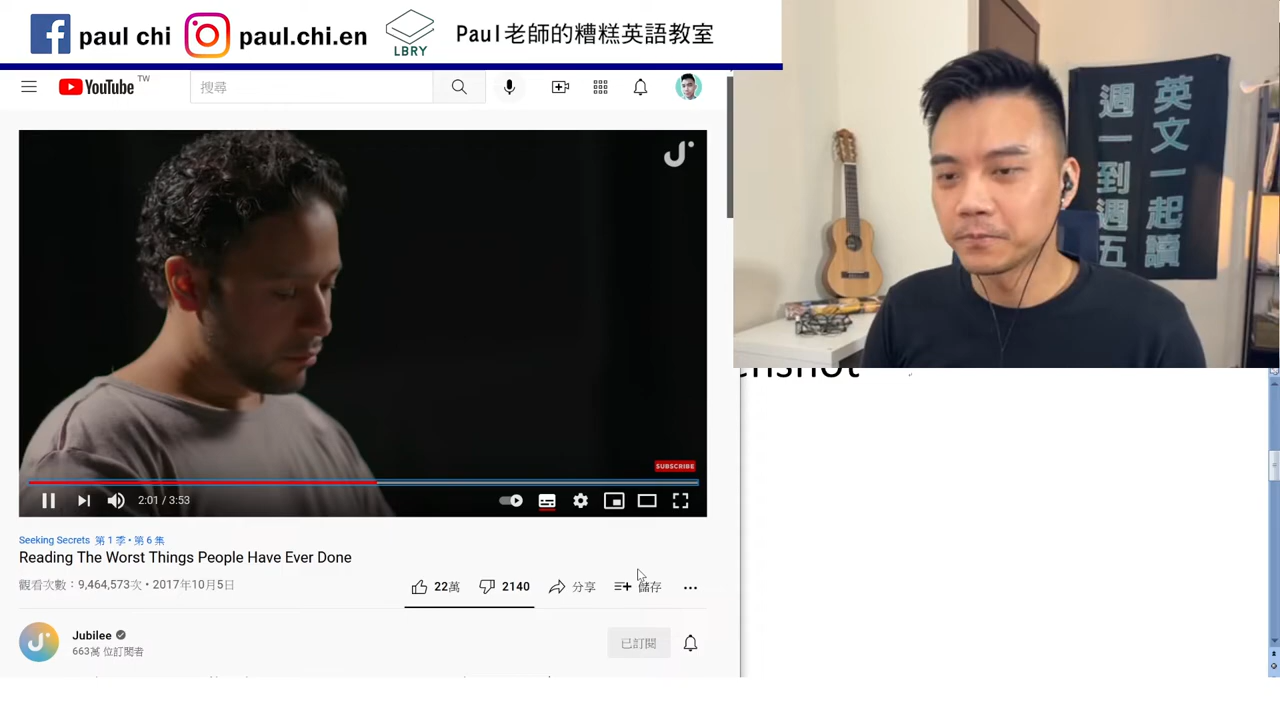 paul chi
paul.chi.en
LBRY
Paul老師的糟糕英語教室
YouTube TW
搜尋
SUBSCRIBE
2:01 / 3:53
Seeking Secrets 第 1 季 • 第 6 集
Reading The Worst Things People Have Ever Done
觀看次數：9,464,573次 • 2017年10月5日
22萬
2140
分享
儲存
Jubilee
663萬 位訂閱者
已訂閱
英文一起讀
週一到週五